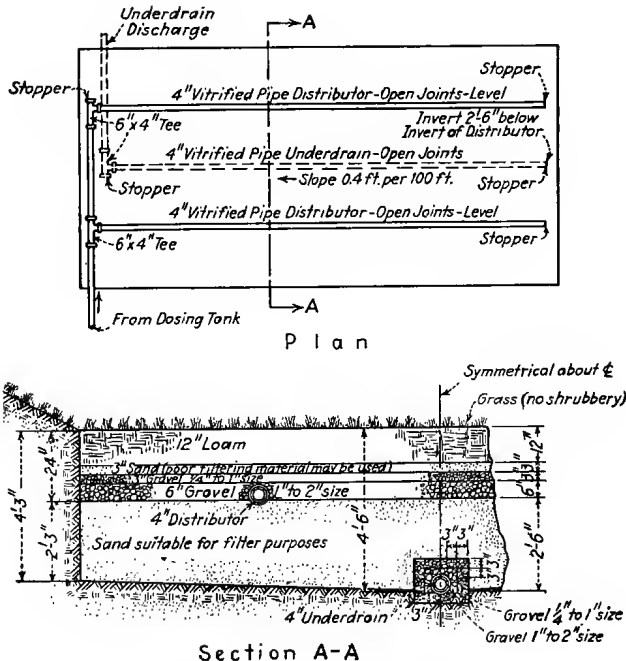 Underdrain
Discharge
A
Stopper
Stopper
4" Vitrified Pipe Distributor-Open Joints-Level
6"x4" Tee
Invert 2'-6" below
Invert of Distributor
4" Vitrified Pipe Underdrain-Open Joints
Stopper
Slope 0.4 ft. per 100 ft.
Stopper
4" Vitrified Pipe Distributor-Open Joints-Level
6"x4" Tee
Stopper
A
From Dosing Tank
Plan
Symmetrical about ℄
Grass (no shrubbery)
12" Loam
12"
3" Sand (poor filtering material may be used)
3" Gravel ¼" to 1" size
6" Gravel 1" to 2" size
3"
3"
6"
24"
4'-3"
4" Distributor
4'-6"
2'-3"
Sand suitable for filter purposes
2'-6"
3" 3"
3" 3"
4" Underdrain
3"
Gravel ¼" to 1" size
Gravel 1" to 2" size
Section A-A